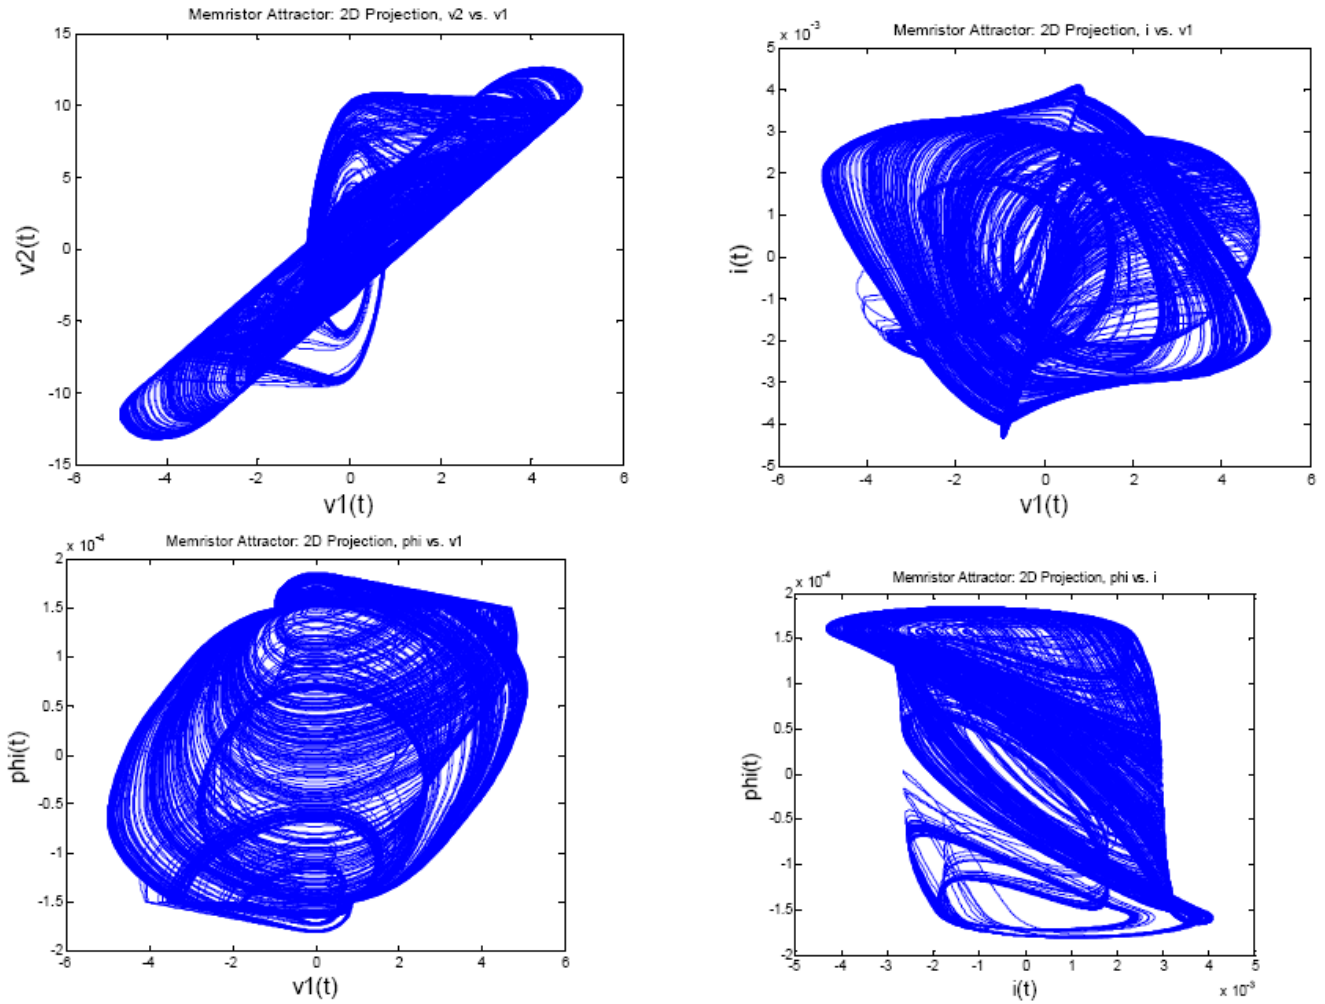 Memristor Attractor: 2D Projection, v2 vs. v1
15
10
5
0
-5
-10
-15
v2(t)
-6 -4 -2 0 2 4 6
v1(t)
Memristor Attractor: 2D Projection, i vs. v1
x 10-3
5
4
3
2
1
0
-1
-2
-3
-4
-5
i(t)
-6 -4 -2 0 2 4 6
v1(t)
Memristor Attractor: 2D Projection, phi vs. v1
x 10-4
2
1.5
1
0.5
0
-0.5
-1
-1.5
-2
phi(t)
-6 -4 -2 0 2 4 6
v1(t)
Memristor Attractor: 2D Projection, phi vs. i
x 10-4
2
1.5
1
0.5
0
-0.5
-1
-1.5
-2
phi(t)
-5 -4 -3 -2 -1 0 1 2 3 4 5
i(t)
x 10-3